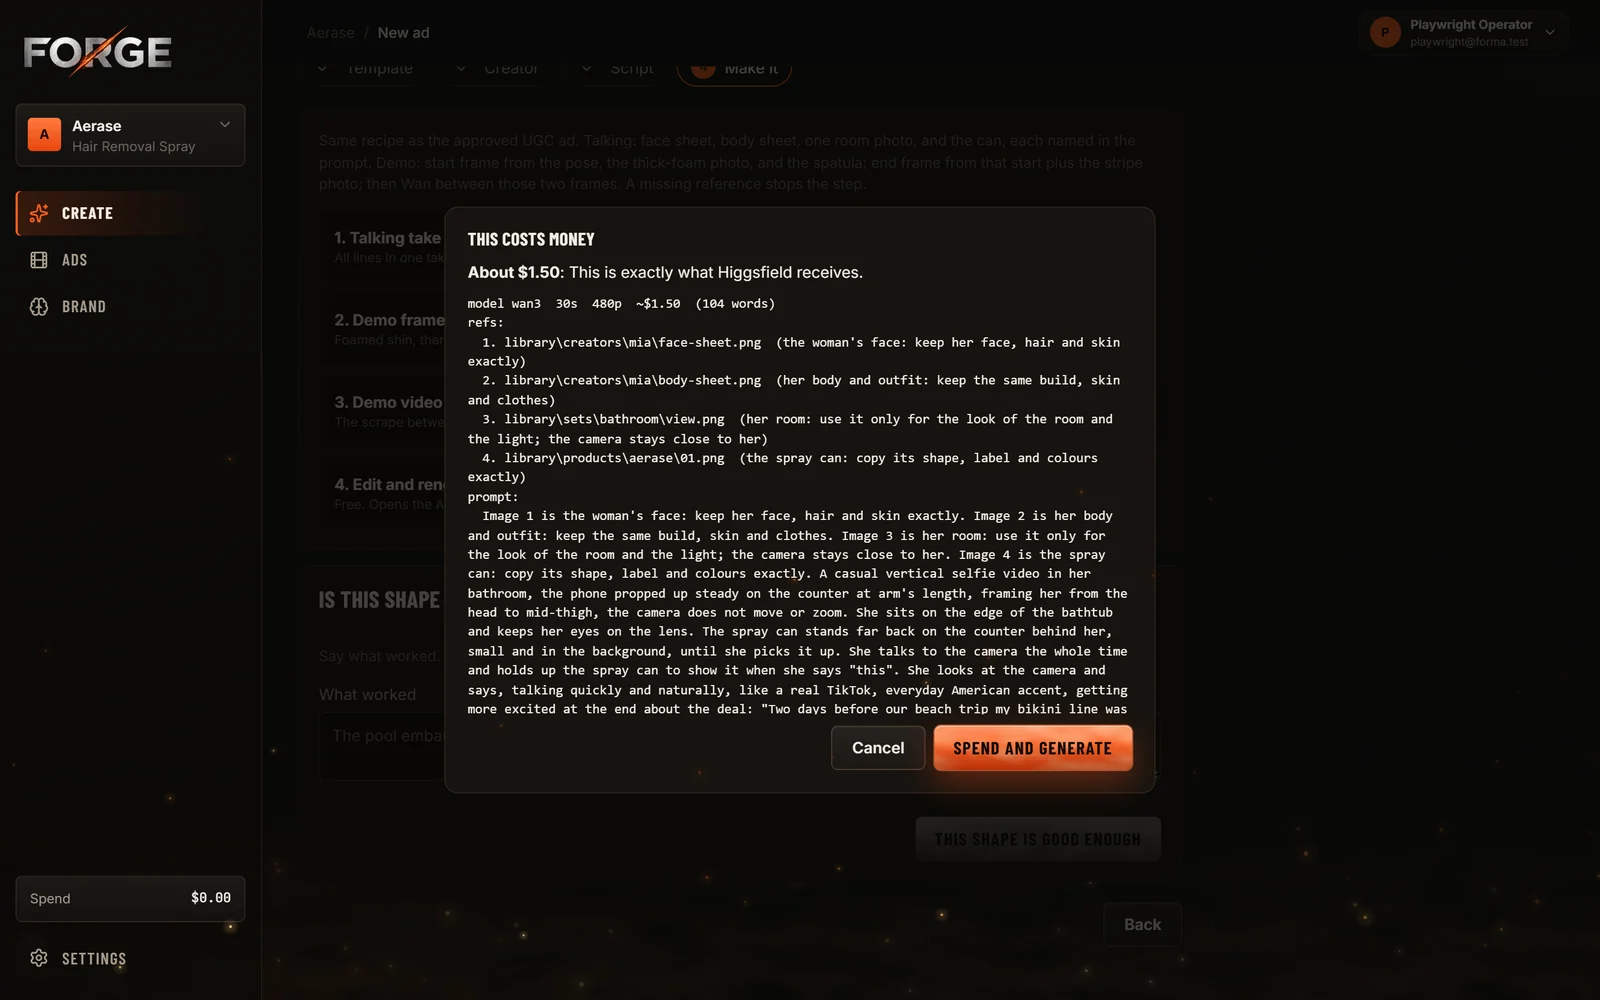 FORGE
Aerase / New ad
P
Playwright Operator
playwright@forma.test
Template
Creator
Script
Make it
A
Aerase
Hair Removal Spray
CREATE
ADS
BRAND
Same recipe as the approved UGC ad. Talking: face sheet, body sheet, one room photo, and the can, each named in the
prompt. Demo: start frame from the pose, the thick-foam photo, and the spatula; end frame from that start plus the stripe
photo; then Wan between those two frames. A missing reference stops the step.
1. Talking take
All lines in one tak
2. Demo frame
Foamed shin, then
3. Demo video
The scrape betwe
4. Edit and ren
Free. Opens the A
THIS COSTS MONEY
About $1.50: This is exactly what Higgsfield receives.
model wan3 30s 480p ~$1.50 (104 words)
refs:
1. library\creators\mia\face-sheet.png (the woman's face: keep her face, hair and skin
exactly)
2. library\creators\mia\body-sheet.png (her body and outfit: keep the same build, skin
and clothes)
3. library\sets\bathroom\view.png (her room: use it only for the look of the room and
the light; the camera stays close to her)
4. library\products\aerase\01.png (the spray can: copy its shape, label and colours
exactly)
prompt:
Image 1 is the woman's face: keep her face, hair and skin exactly. Image 2 is her body
and outfit: keep the same build, skin and clothes. Image 3 is her room: use it only for
the look of the room and the light; the camera stays close to her. Image 4 is the spray
can: copy its shape, label and colours exactly. A casual vertical selfie video in her
bathroom, the phone propped up steady on the counter at arm's length, framing her from the
head to mid-thigh, the camera does not move or zoom. She sits on the edge of the bathtub
and keeps her eyes on the lens. The spray can stands far back on the counter behind her,
small and in the background, until she picks it up. She talks to the camera the whole time
and holds up the spray can to show it when she says "this". She looks at the camera and
says, talking quickly and naturally, like a real TikTok, everyday American accent, getting
more excited at the end about the deal: "Two days before our beach trip my bikini line was
Cancel
SPEND AND GENERATE
IS THIS SHAPE
Say what worked.
What worked
The pool emba
THIS SHAPE IS GOOD ENOUGH
Back
Spend
$0.00
SETTINGS